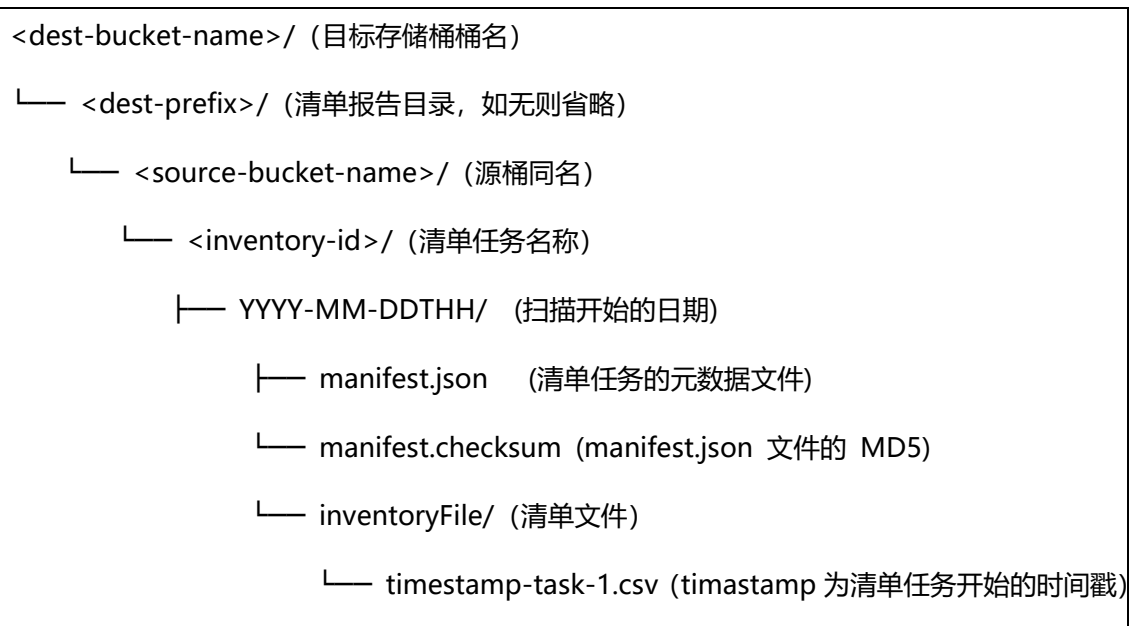 <dest-bucket-name>/（目标存储桶桶名）
└── <dest-prefix>/（清单报告目录，如无则省略）
└── <source-bucket-name>/（源桶同名）
└── <inventory-id>/（清单任务名称）
├── YYYY-MM-DDTHH/ (扫描开始的日期)
├── manifest.json (清单任务的元数据文件)
└── manifest.checksum (manifest.json 文件的 MD5)
└── inventoryFile/（清单文件）
└── timestamp-task-1.csv（timastamp 为清单任务开始的时间戳）